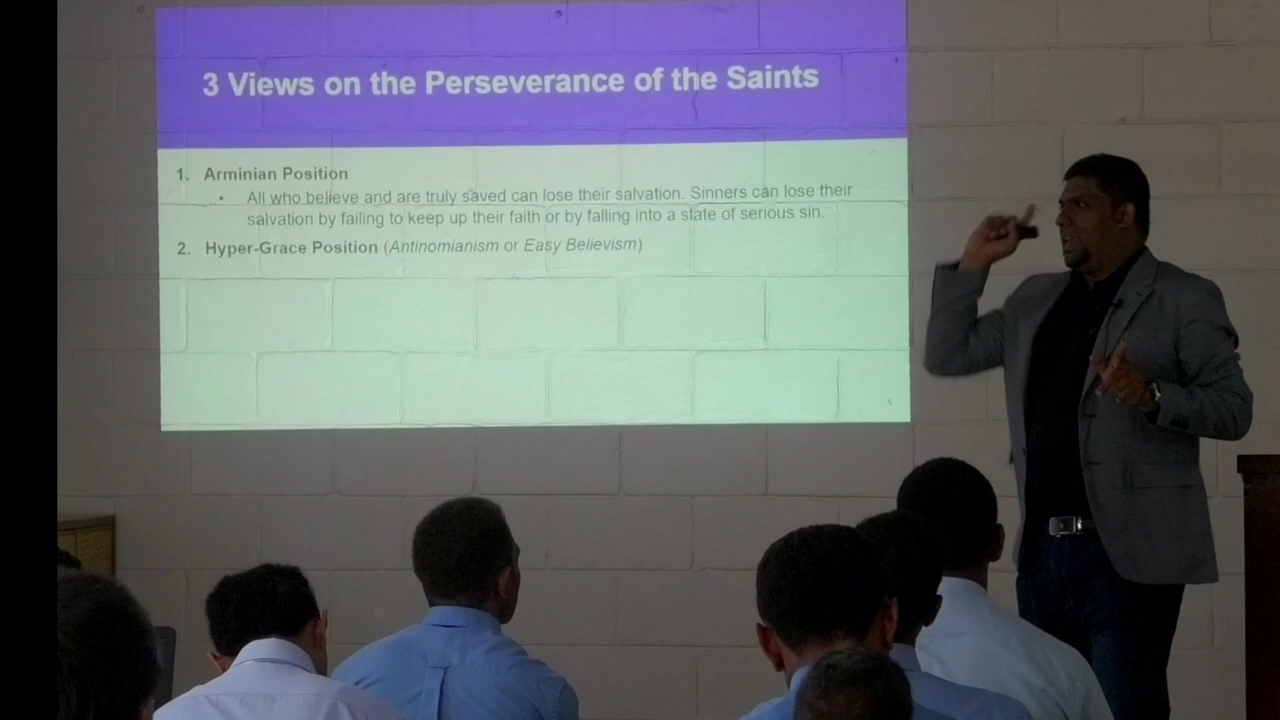 3 Views on the Perseverance of the Saints
1. Arminian Position
• All who believe and are truly saved can lose their salvation. Sinners can lose their
salvation by failing to keep up their faith or by falling into a state of serious sin.
2. Hyper-Grace Position (Antinomianism or Easy Believism)